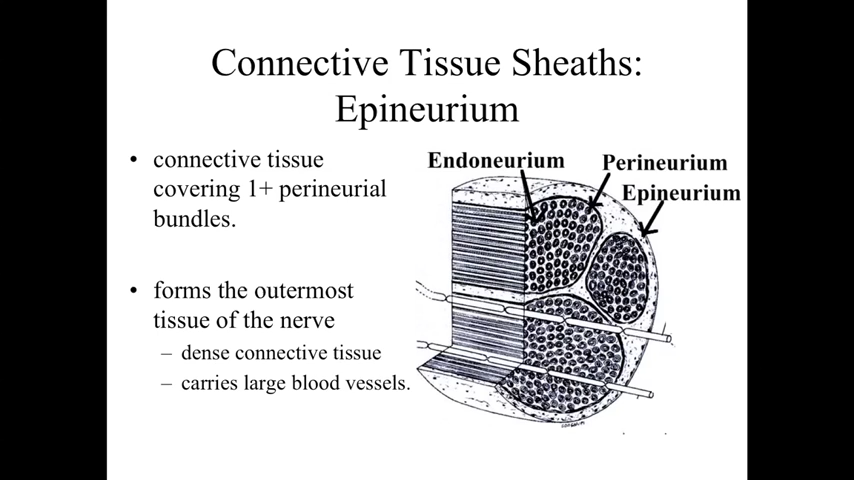 Connective Tissue Sheaths:
Epineurium
• connective tissue
covering 1+ perineurial
bundles.
• forms the outermost
tissue of the nerve
– dense connective tissue
– carries large blood vessels.
Endoneurium
Perineurium
Epineurium